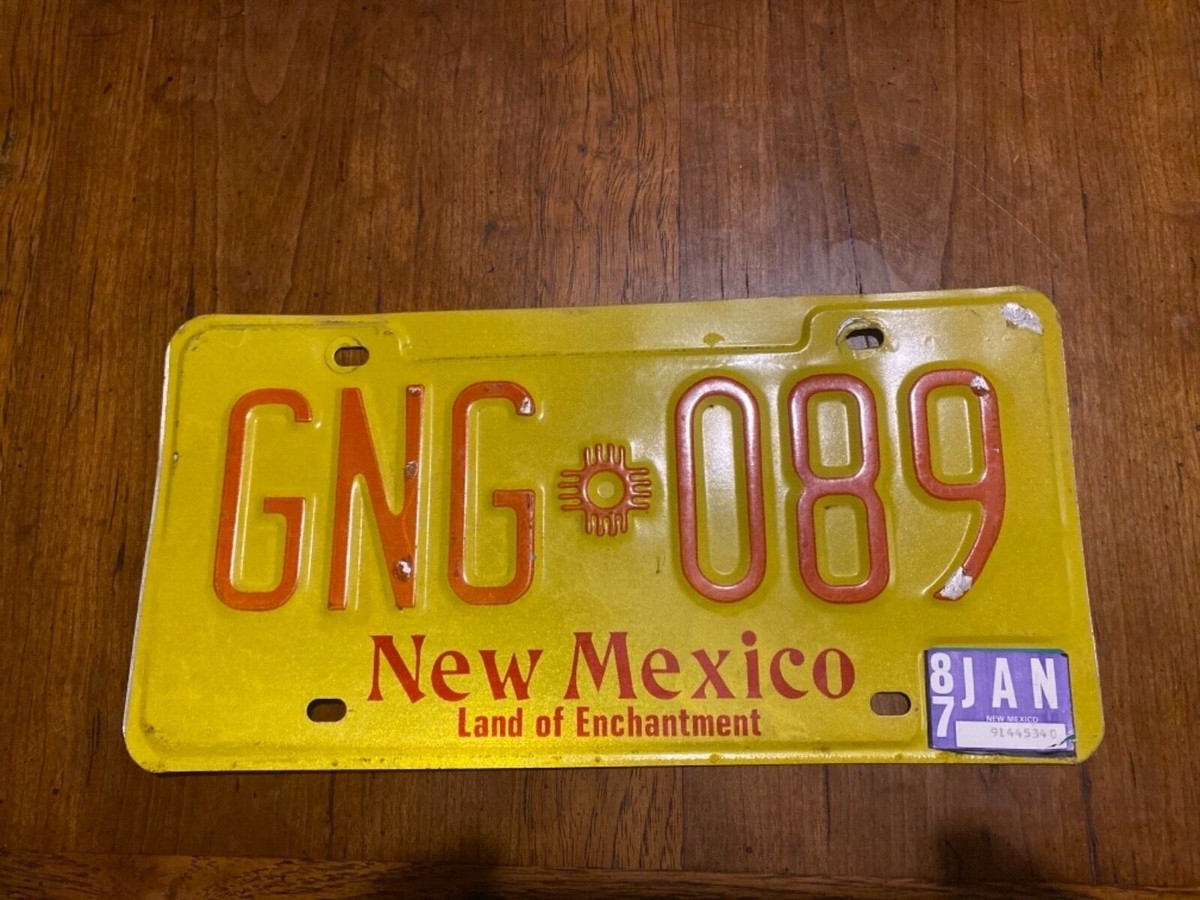 GNG 089
New Mexico
Land of Enchantment
87
JAN
NEW MEXICO
91445340